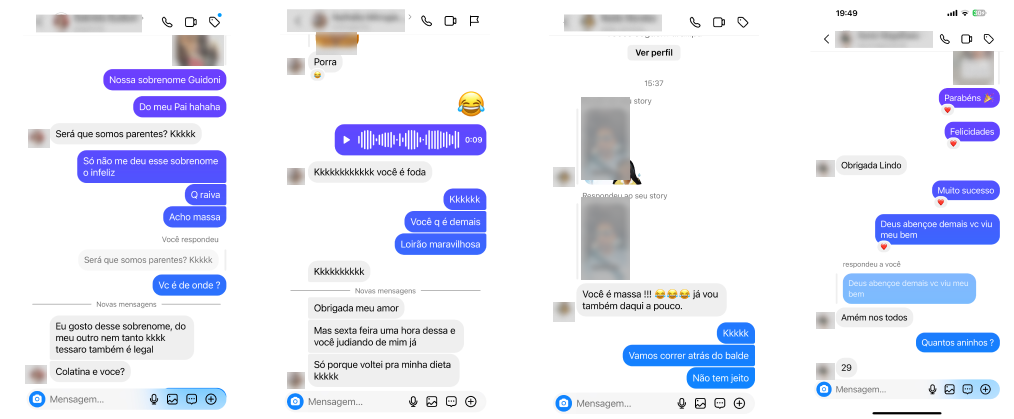 Nossa sobrenome Guidoni
Do meu Pai hahaha
Será que somos parentes? Kkkkk
Só não me deu esse sobrenome
o infeliz
Q raiva
Acho massa
Você respondeu
Será que somos parentes? Kkkkk
Vc é de onde ?
Novas mensagens
Eu gosto desse sobrenome, do
meu outro nem tanto kkkk
tessaro também é legal
Colatina e voce?
Mensagem...
Porra
😂
😂
0:09
Kkkkkkkkkkk você é foda
Kkkkkk
Você q é demais
Loirão maravilhosa
Kkkkkkkkkk
Novas mensagens
Obrigada meu amor
Mas sexta feira uma hora dessa e
você judiando de mim já
Só porque voltei pra minha dieta
kkkkk
Mensagem...
Ver perfil
15:37
story
Respondeu ao seu story
Você é massa !!! 😂😂😂 já vou
também daqui a pouco.
Kkkkk
Vamos correr atrás do balde
Não tem jeito
Mensagem...
19:49
Parabéns 🎉
Felicidades
Obrigada Lindo
Muito sucesso
Deus abençoe demais vc viu
meu bem
respondeu a você
Deus abençoe demais vc viu meu
bem
Amém nos todos
Quantos aninhos ?
29
Mensagem...